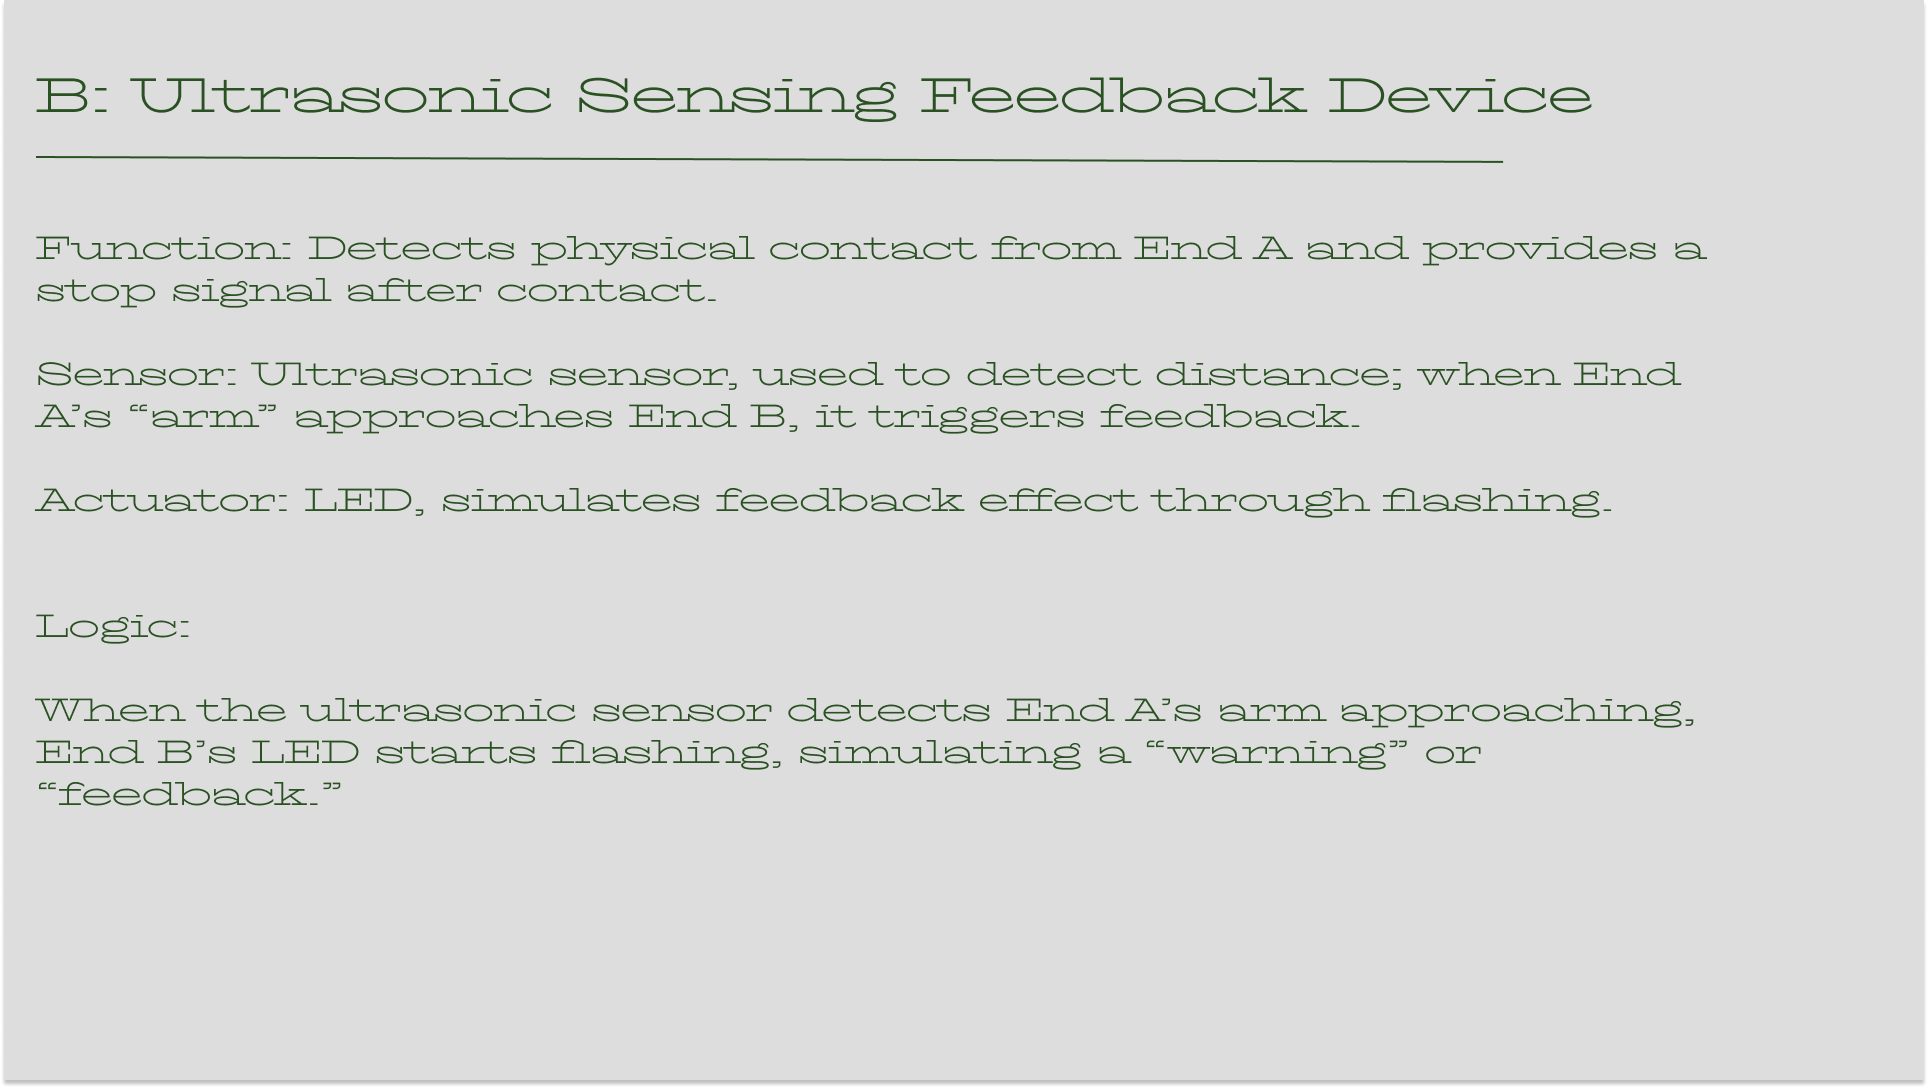 B: Ultrasonic Sensing Feedback Device
Function: Detects physical contact from End A and provides a
stop signal after contact.
Sensor: Ultrasonic sensor, used to detect distance; when End
A’s “arm” approaches End B, it triggers feedback.
Actuator: LED, simulates feedback effect through flashing.
Logic:
When the ultrasonic sensor detects End A’s arm approaching,
End B’s LED starts flashing, simulating a “warning” or
“feedback.”